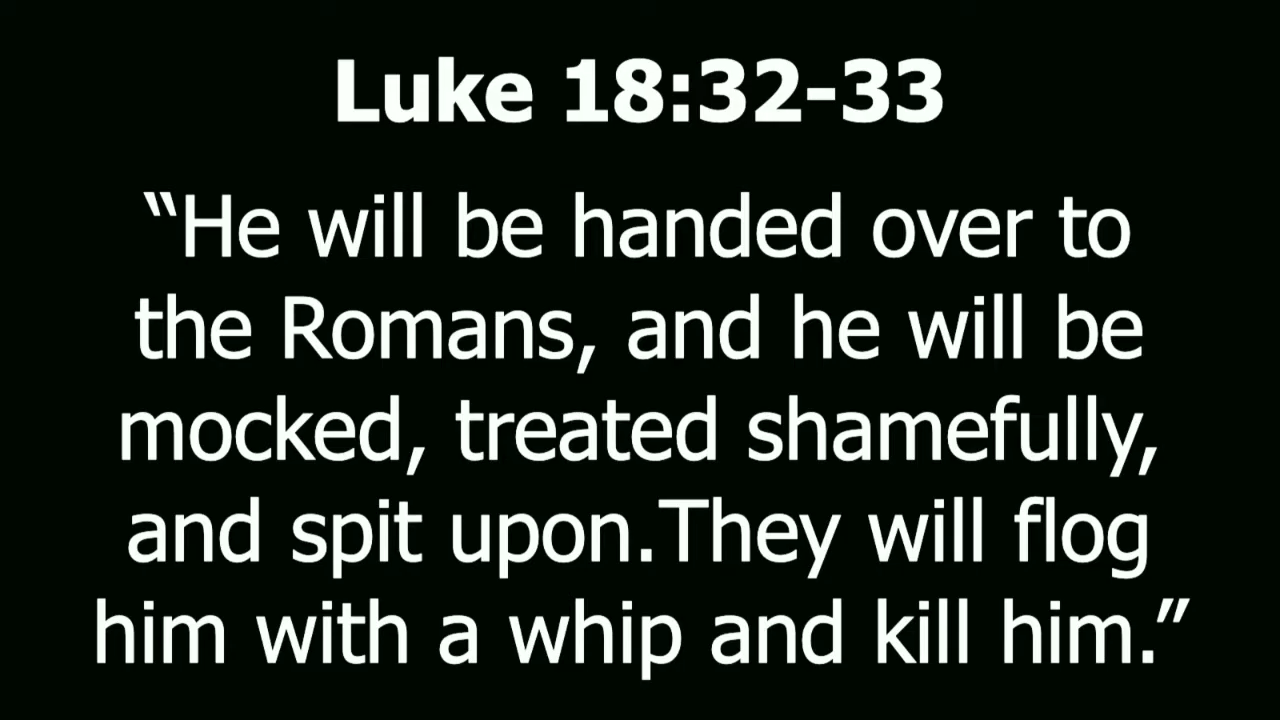 Luke 18:32-33
“He will be handed over to
the Romans, and he will be
mocked, treated shamefully,
and spit upon.They will flog
him with a whip and kill him.”